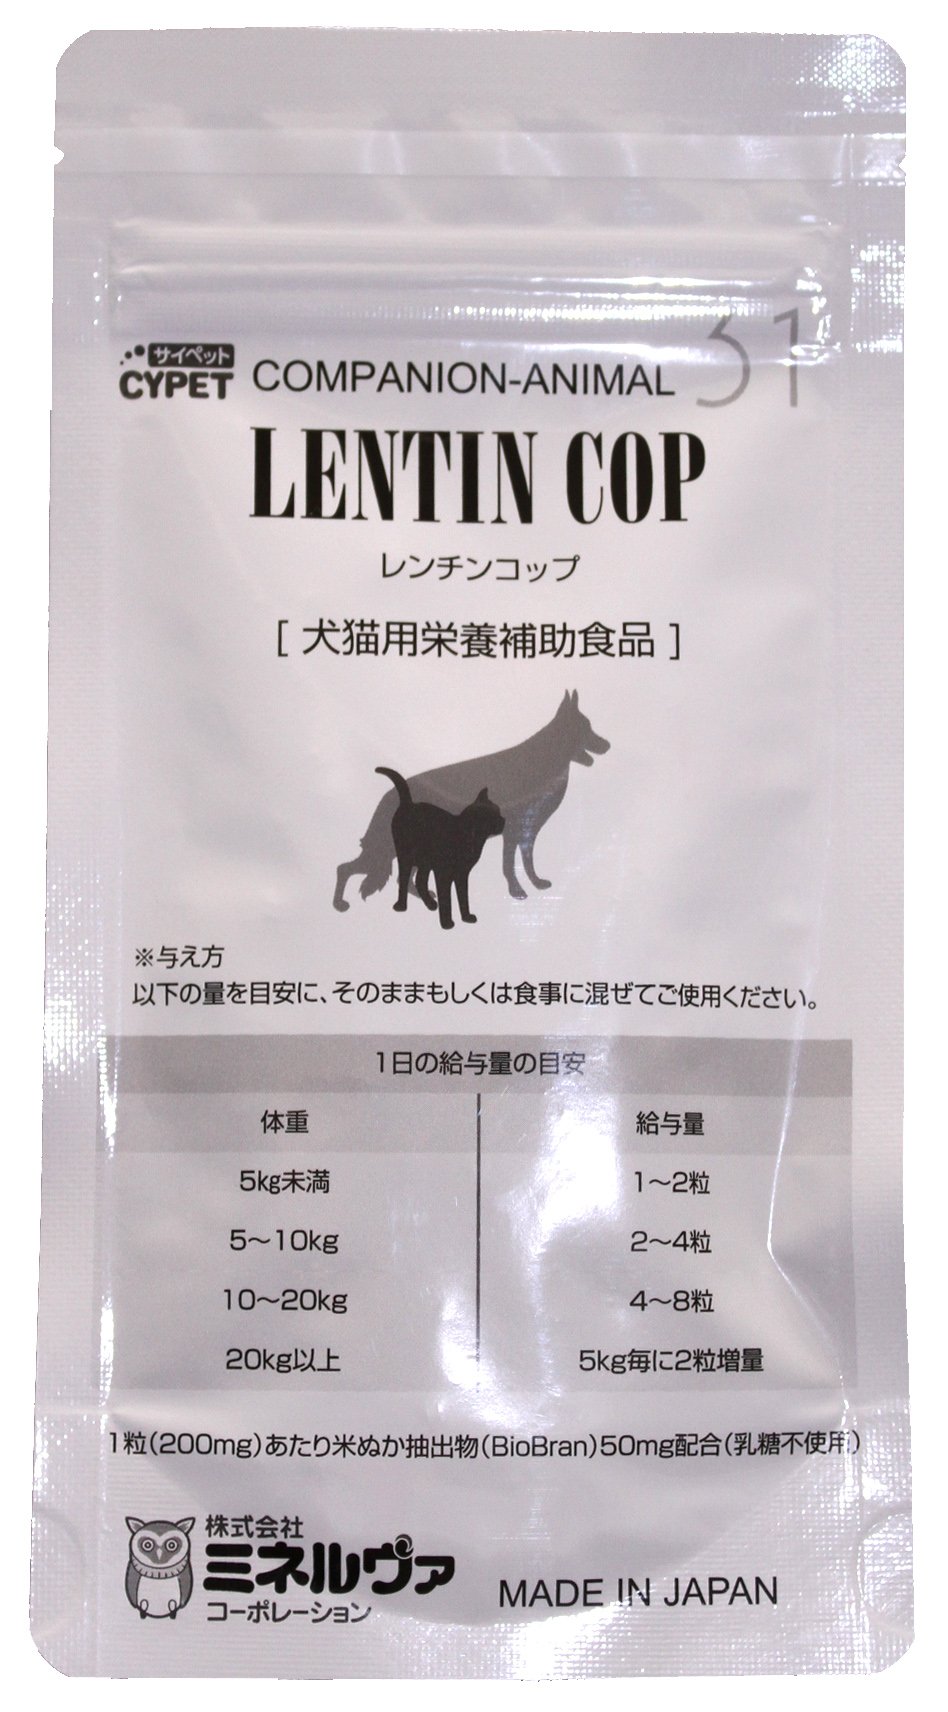 サイペット
CYPET COMPANION-ANIMAL 31
LENTIN COP
レンチンコップ
[ 犬猫用栄養補助食品 ]
※与え方
以下の量を目安に、そのままもしくは食事に混ぜてご使用ください。
1日の給与量の目安
体重 給与量
5kg未満 1〜2粒
5〜10kg 2〜4粒
10〜20kg 4〜8粒
20kg以上 5kg毎に2粒増量
1粒(200mg)あたり米ぬか抽出物(BioBran)50mg配合(乳糖不使用)
株式会社
ミネルヴァ
コーポレーション
MADE IN JAPAN